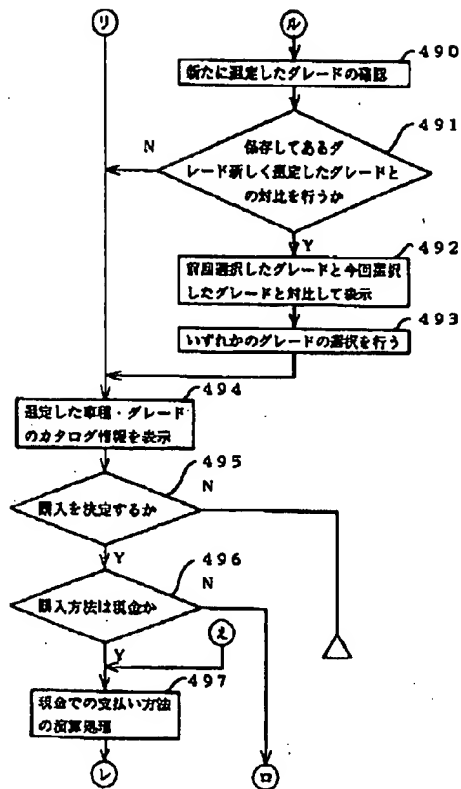 リ
ル
490
新たに選定したグレードの確認
491
保存してあるグ
レード新しく選定したグレードと
の対比を行うか
N
Y
492
前回選択したグレードと今回選択
したグレードと対比して表示
493
いずれかのグレードの選択を行う
494
選定した車種・グレード
のカタログ情報を表示
495
購入を決定するか
N
Y
496
購入方法は現金か
N
Y
え
497
現金での支払い方法
の演算処理
レ
ロ